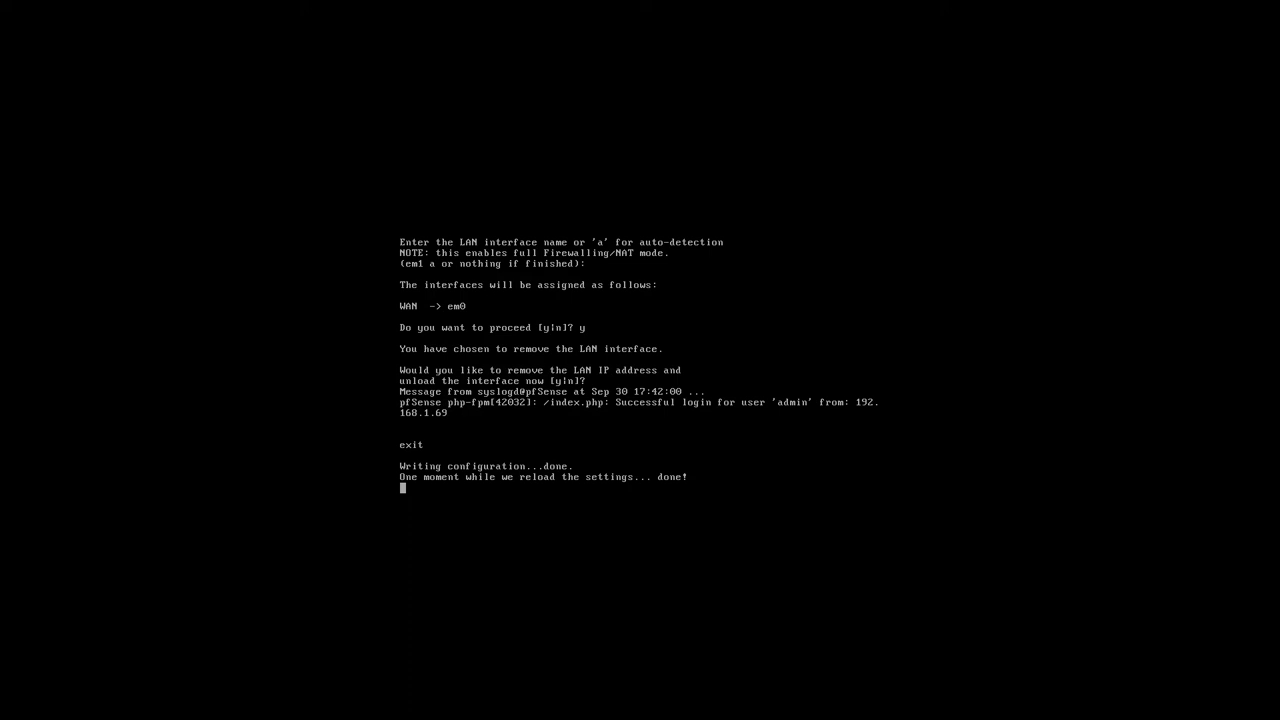 Enter the LAN interface name or 'a' for auto-detection
NOTE: this enables full Firewalling/NAT mode.
(em1 a or nothing if finished):
The interfaces will be assigned as follows:
WAN  -> em0
Do you want to proceed [y|n]? y
You have chosen to remove the LAN interface.
Would you like to remove the LAN IP address and
unload the interface now [y|n]?
Message from syslogd@pfSense at Sep 30 17:42:00 ...
pfSense php-fpm[42032]: /index.php: Successful login for user 'admin' from: 192.
168.1.69
exit
Writing configuration...done.
One moment while we reload the settings... done!